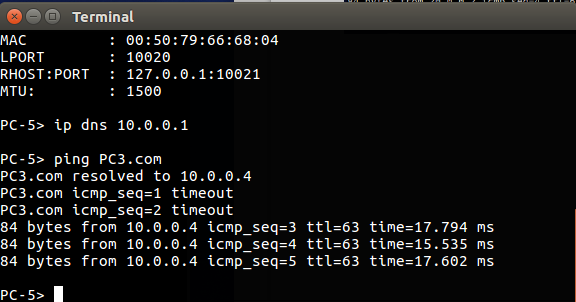 Terminal
MAC : 00:50:79:66:68:04
LPORT : 10020
RHOST:PORT : 127.0.0.1:10021
MTU: : 1500
PC-5> ip dns 10.0.0.1
PC-5> ping PC3.com
PC3.com resolved to 10.0.0.4
PC3.com icmp_seq=1 timeout
PC3.com icmp_seq=2 timeout
84 bytes from 10.0.0.4 icmp_seq=3 ttl=63 time=17.794 ms
84 bytes from 10.0.0.4 icmp_seq=4 ttl=63 time=15.535 ms
84 bytes from 10.0.0.4 icmp_seq=5 ttl=63 time=17.602 ms
PC-5>